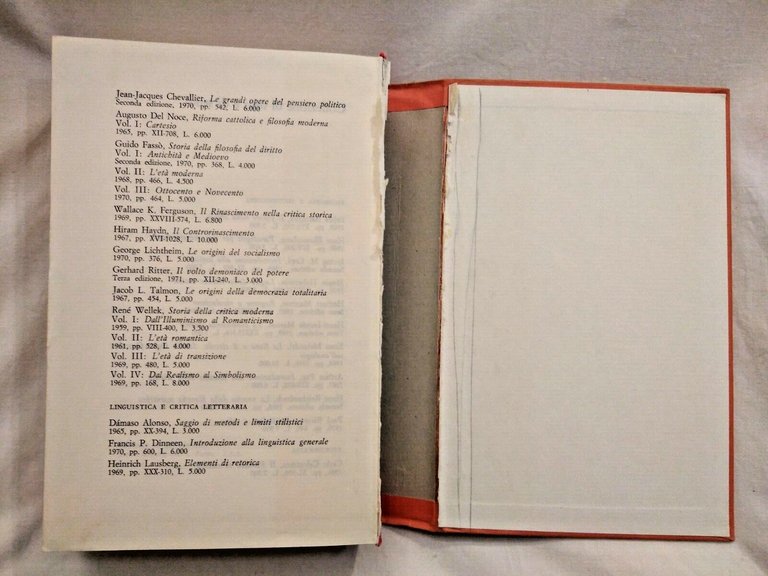 Jean-Jacques Chevallier, Le grandi opere del pensiero politico
Seconda edizione, 1970, pp. 542, L. 6.000
Augusto Del Noce, Riforma cattolica e filosofia moderna
Vol. I: Cartesio
1965, pp. XII-708, L. 6.000
Guido Fassò, Storia della filosofia del diritto
Vol. I: Antichità e Medioevo
Seconda edizione, 1970, pp. 368, L. 4.000
Vol. II: L'età moderna
1968, pp. 466, L. 4.500
Vol. III: Ottocento e Novecento
1970, pp. 464, L. 5.000
Wallace K. Ferguson, Il Rinascimento nella critica storica
1969, pp. XXVIII-574, L. 6.800
Hiram Haydn, Il Controrinascimento
1967, pp. XVI-1028, L. 10.000
George Lichtheim, Le origini del socialismo
1970, pp. 376, L. 5.000
Gerhard Ritter, Il volto demoniaco del potere
Terza edizione, 1971, pp. XII-240, L. 3.000
Jacob L. Talmon, Le origini della democrazia totalitaria
1967, pp. 454, L. 5.000
René Wellek, Storia della critica moderna
Vol. I: Dall'Illuminismo al Romanticismo
1959, pp. VIII-400, L. 3.500
Vol. II: L'età romantica
1961, pp. 528, L. 4.000
Vol. III: L'età di transizione
1969, pp. 480, L. 5.000
Vol. IV: Dal Realismo al Simbolismo
1969, pp. 168, L. 8.000
LINGUISTICA E CRITICA LETTERARIA
Dámaso Alonso, Saggio di metodi e limiti stilistici
1965, pp. XX-394, L. 3.000
Francis P. Dinneen, Introduzione alla linguistica generale
1970, pp. 600, L. 6.000
Heinrich Lausberg, Elementi di retorica
1969, pp. XXX-310, L. 5.000